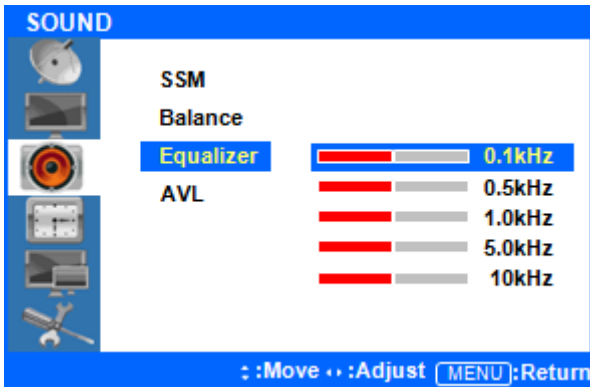 SOUND
SSM
Balance
Equalizer 0.1kHz
AVL 0.5kHz
1.0kHz
5.0kHz
10kHz
:Move :Adjust MENU:Return